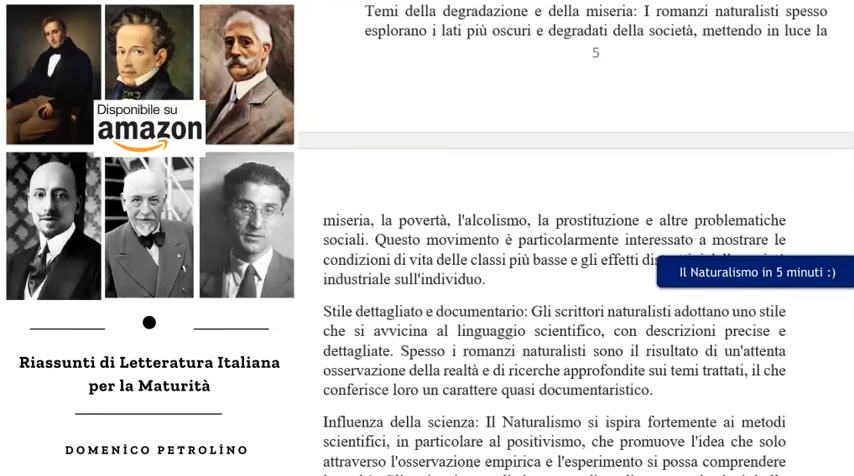 Disponibile su
amazon
Riassunti di Letteratura Italiana
per la Maturità
DOMENİCO PETROLİNO
Temi della degradazione e della miseria: I romanzi naturalisti spesso
esplorano i lati più oscuri e degradati della società, mettendo in luce la
5
miseria, la povertà, l'alcolismo, la prostituzione e altre problematiche
sociali. Questo movimento è particolarmente interessato a mostrare le
condizioni di vita delle classi più basse e gli effetti
industriale sull'individuo.
Il Naturalismo in 5 minuti :)
Stile dettagliato e documentario: Gli scrittori naturalisti adottano uno stile
che si avvicina al linguaggio scientifico, con descrizioni precise e
dettagliate. Spesso i romanzi naturalisti sono il risultato di un'attenta
osservazione della realtà e di ricerche approfondite sui temi trattati, il che
conferisce loro un carattere quasi documentaristico.
Influenza della scienza: Il Naturalismo si ispira fortemente ai metodi
scientifici, in particolare al positivismo, che promuove l'idea che solo
attraverso l'osservazione empirica e l'esperimento si possa comprendere